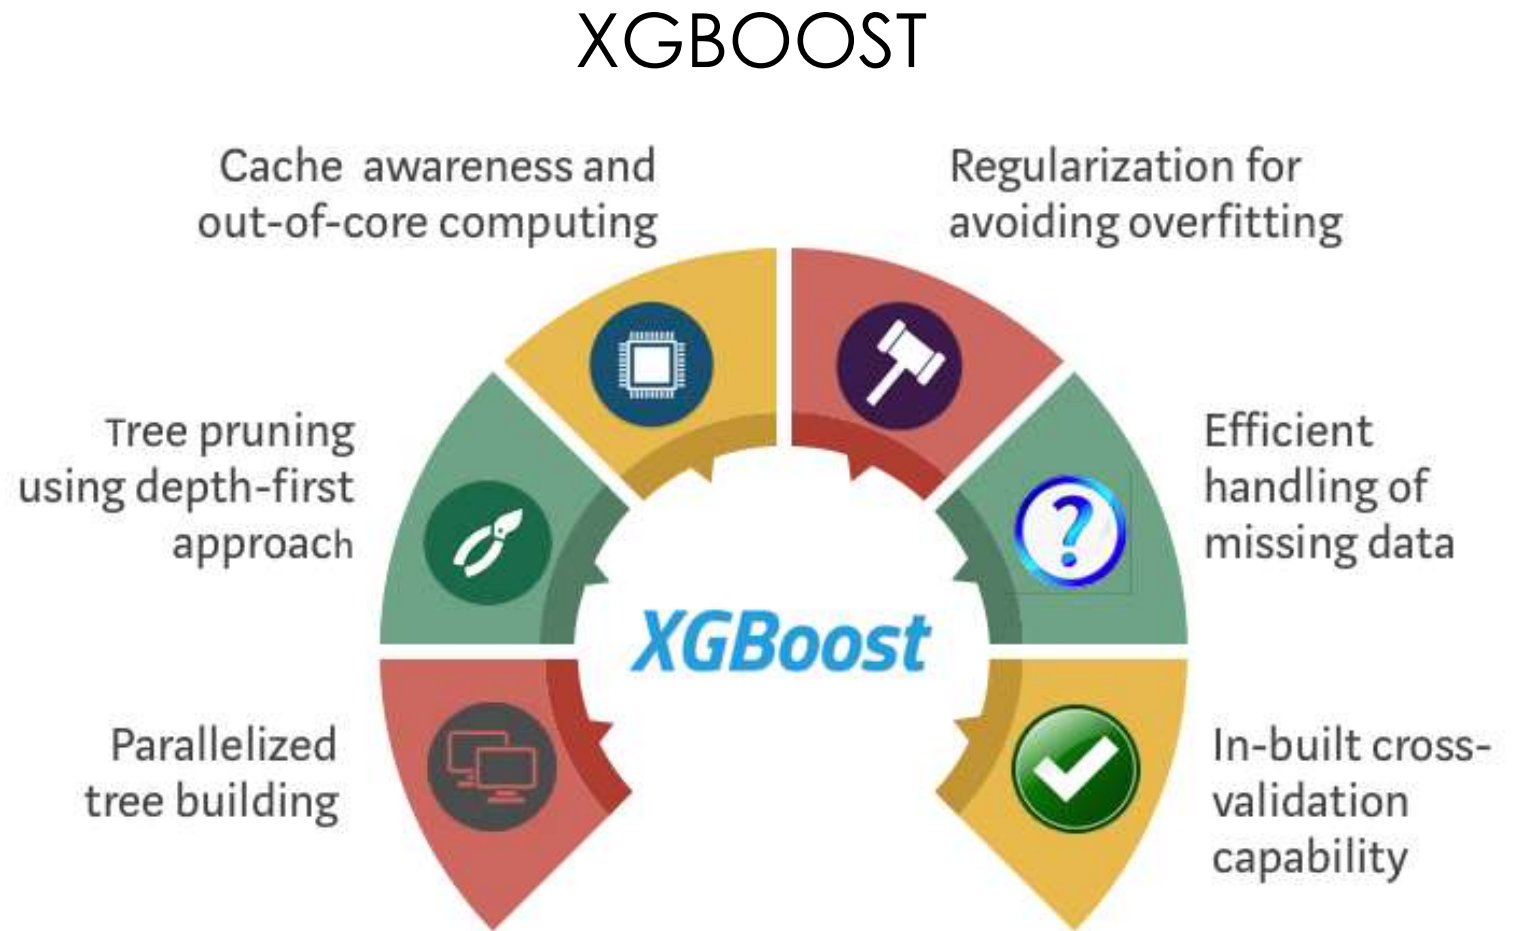 XGBOOST
Cache awareness and
out-of-core computing
Regularization for
avoiding overfitting
Tree pruning
using depth-first
approach
Efficient
handling of
missing data
?
XGBoost
Parallelized
tree building
In-built cross-
validation
capability